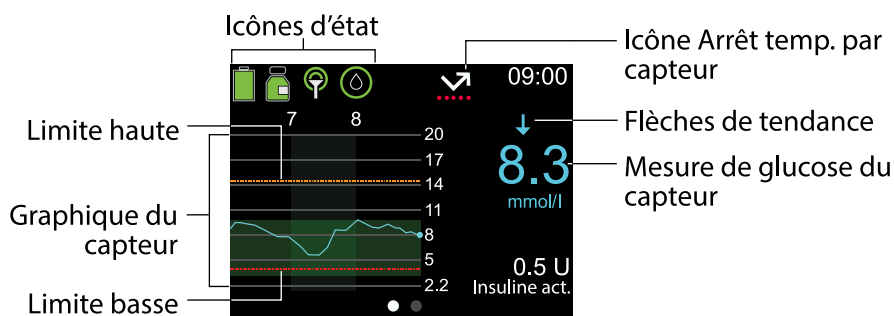 Icônes d’état
Icône Arrêt temp. par
capteur
09:00
7 8
Limite haute
Flèches de tendance
20
17
14
11
8
5
2.2
8.3
mmol/l
Mesure de glucose du
capteur
Graphique du
capteur
0.5 U
Insuline act.
Limite basse